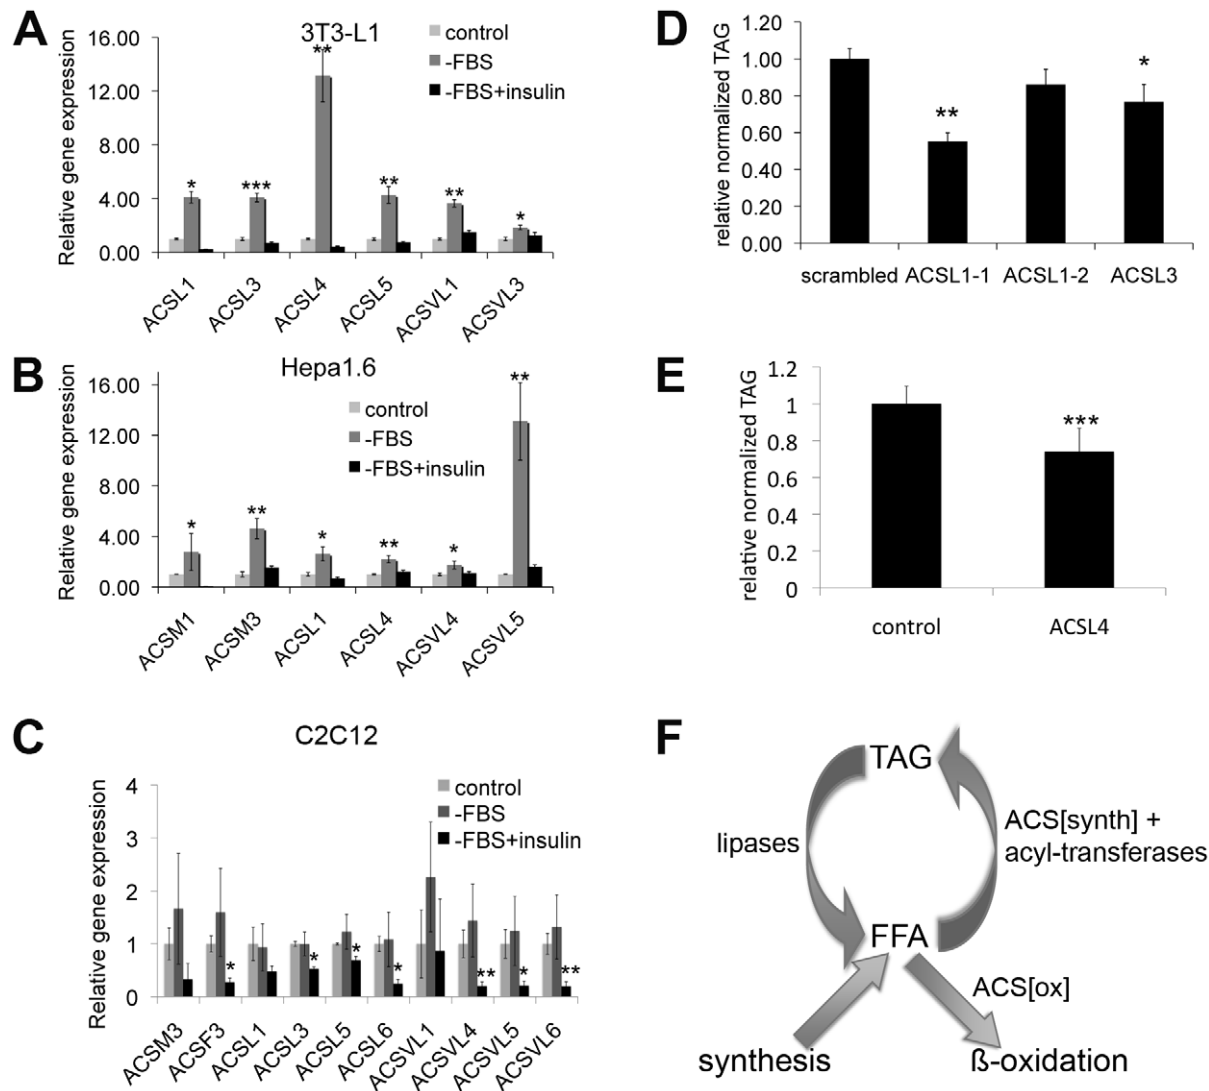 A
3T3-L1
control
-FBS
-FBS+insulin
Relative gene expression
16.00
12.00
8.00
4.00
0.00
*
***
**
**
**
*
ACSL1
ACSL3
ACSL4
ACSL5
ACSVL1
ACSVL3
B
Hepa1.6
control
-FBS
-FBS+insulin
Relative gene expression
16.00
12.00
8.00
4.00
0.00
*
**
*
**
*
**
ACSM1
ACSM3
ACSL1
ACSL4
ACSVL4
ACSVL5
C
C2C12
control
-FBS
-FBS+insulin
Relative gene expression
4
3
2
1
0
*
*
*
*
**
*
**
ACSM3
ACSF3
ACSL1
ACSL3
ACSL5
ACSL6
ACSVL1
ACSVL4
ACSVL5
ACSVL6
D
relative normalized TAG
1.20
1.00
0.80
0.60
0.40
0.20
0.00
**
*
scrambled
ACSL1-1
ACSL1-2
ACSL3
E
relative normalized TAG
1.2
1
0.8
0.6
0.4
0.2
0
***
control
ACSL4
F
TAG
lipases
ACS[synth] +
acyl-transferases
FFA
ACS[ox]
synthesis
ß-oxidation